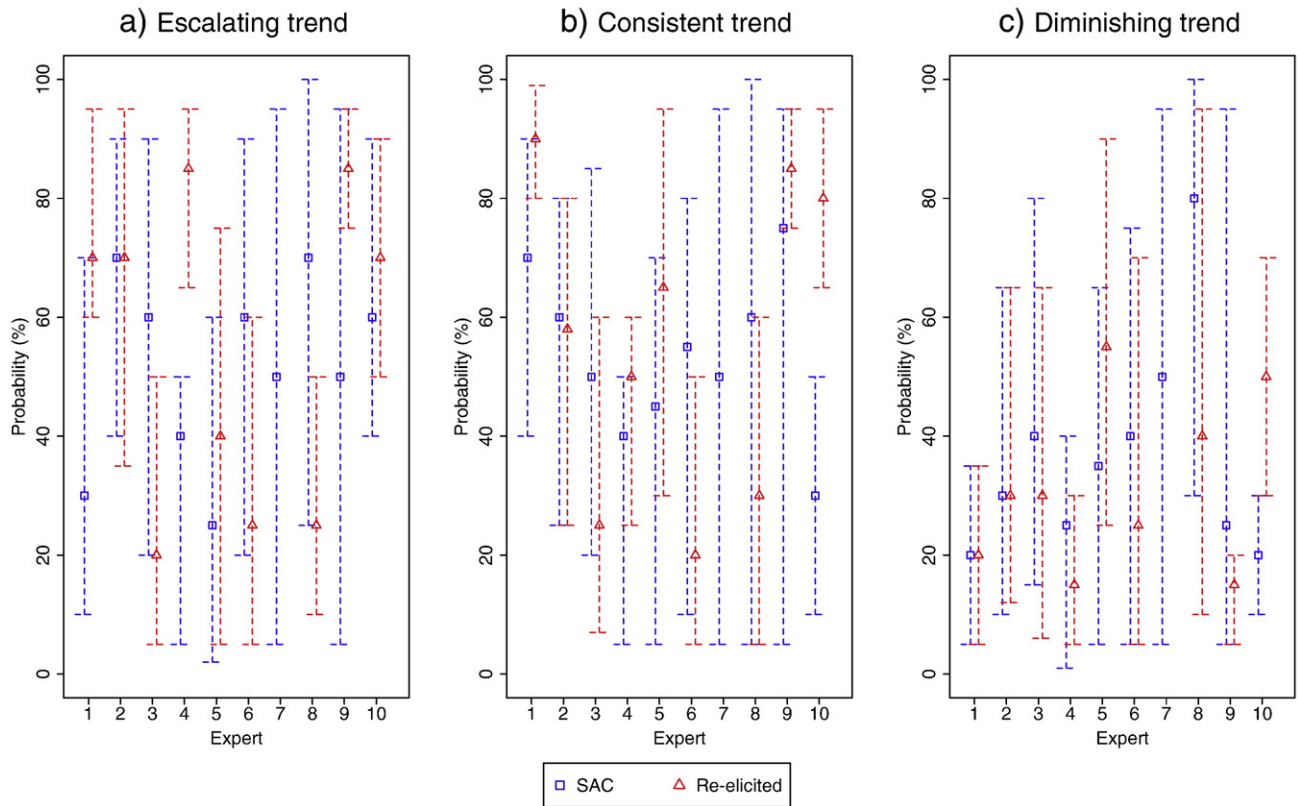 a) Escalating trend
Probability (%)
0 20 40 60 80 100
1 2 3 4 5 6 7 8 9 10
Expert
b) Consistent trend
Probability (%)
0 20 40 60 80 100
1 2 3 4 5 6 7 8 9 10
Expert
c) Diminishing trend
Probability (%)
0 20 40 60 80 100
1 2 3 4 5 6 7 8 9 10
Expert
SAC Re-elicited